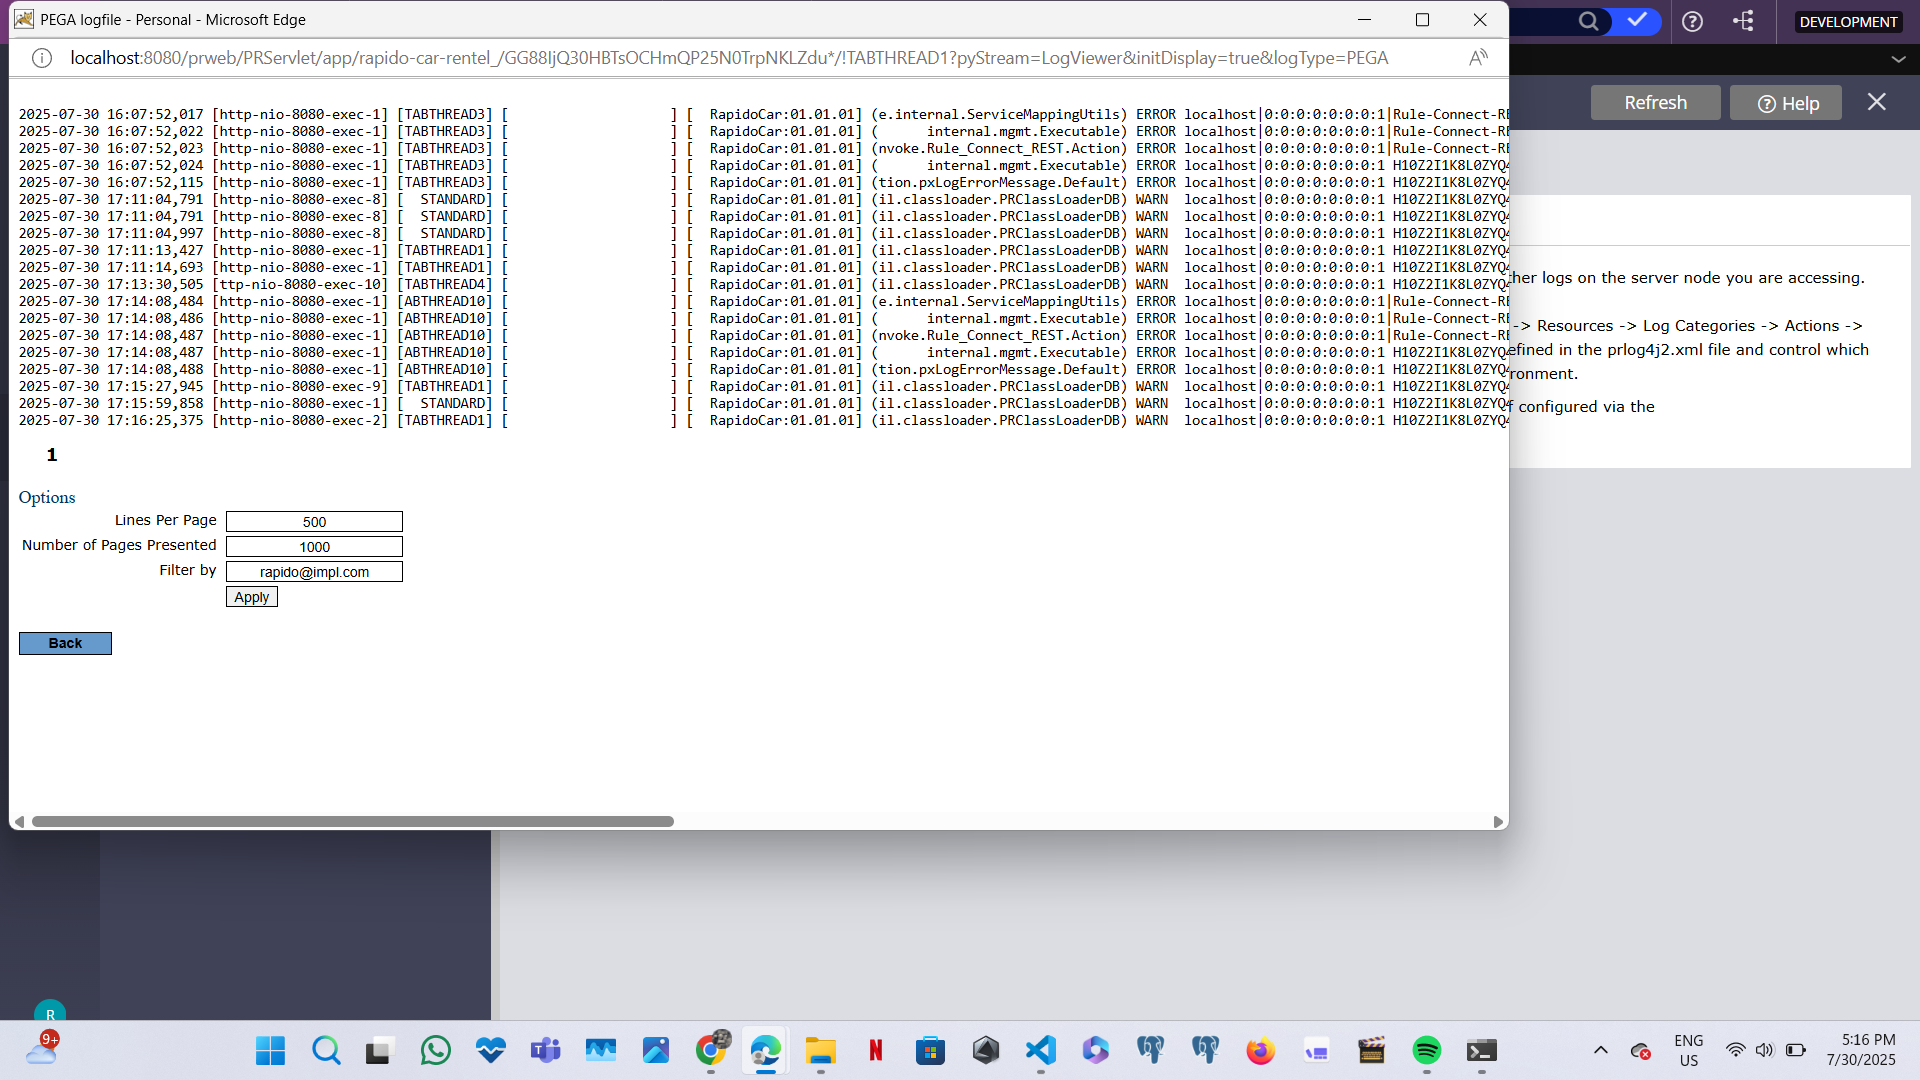 PEGA logfile - Personal - Microsoft Edge
localhost:8080/prweb/PRServlet/app/rapido-car-rentel_/GG88IjQ30HBTsOCHmQP25N0TrpNKLZdu*/!TABTHREAD1?pyStream=LogViewer&initDisplay=true&logType=PEGA
DEVELOPMENT
Refresh
Help
2025-07-30 16:07:52,017 [http-nio-8080-exec-1] [TABTHREAD3] [                    ] [  RapidoCar:01.01.01] (e.internal.ServiceMappingUtils) ERROR localhost|0:0:0:0:0:0:0:1|Rule-Connect-RE
2025-07-30 16:07:52,022 [http-nio-8080-exec-1] [TABTHREAD3] [                    ] [  RapidoCar:01.01.01] (      internal.mgmt.Executable) ERROR localhost|0:0:0:0:0:0:0:1|Rule-Connect-RE
2025-07-30 16:07:52,023 [http-nio-8080-exec-1] [TABTHREAD3] [                    ] [  RapidoCar:01.01.01] (nvoke.Rule_Connect_REST.Action) ERROR localhost|0:0:0:0:0:0:0:1|Rule-Connect-RE
2025-07-30 16:07:52,024 [http-nio-8080-exec-1] [TABTHREAD3] [                    ] [  RapidoCar:01.01.01] (      internal.mgmt.Executable) ERROR localhost|0:0:0:0:0:0:0:1 H10Z2I1K8L0ZYQ4
2025-07-30 16:07:52,115 [http-nio-8080-exec-1] [TABTHREAD3] [                    ] [  RapidoCar:01.01.01] (tion.pxLogErrorMessage.Default) ERROR localhost|0:0:0:0:0:0:0:1 H10Z2I1K8L0ZYQ4
2025-07-30 17:11:04,791 [http-nio-8080-exec-8] [  STANDARD] [                    ] [  RapidoCar:01.01.01] (il.classloader.PRClassLoaderDB) WARN  localhost|0:0:0:0:0:0:0:1 H10Z2I1K8L0ZYQ4
2025-07-30 17:11:04,791 [http-nio-8080-exec-8] [  STANDARD] [                    ] [  RapidoCar:01.01.01] (il.classloader.PRClassLoaderDB) WARN  localhost|0:0:0:0:0:0:0:1 H10Z2I1K8L0ZYQ4
2025-07-30 17:11:04,997 [http-nio-8080-exec-8] [  STANDARD] [                    ] [  RapidoCar:01.01.01] (il.classloader.PRClassLoaderDB) WARN  localhost|0:0:0:0:0:0:0:1 H10Z2I1K8L0ZYQ4
2025-07-30 17:11:13,427 [http-nio-8080-exec-1] [TABTHREAD1] [                    ] [  RapidoCar:01.01.01] (il.classloader.PRClassLoaderDB) WARN  localhost|0:0:0:0:0:0:0:1 H10Z2I1K8L0ZYQ4
2025-07-30 17:11:14,693 [http-nio-8080-exec-1] [TABTHREAD1] [                    ] [  RapidoCar:01.01.01] (il.classloader.PRClassLoaderDB) WARN  localhost|0:0:0:0:0:0:0:1 H10Z2I1K8L0ZYQ4
2025-07-30 17:13:30,505 [ttp-nio-8080-exec-10] [TABTHREAD4] [                    ] [  RapidoCar:01.01.01] (il.classloader.PRClassLoaderDB) WARN  localhost|0:0:0:0:0:0:0:1 H10Z2I1K8L0ZYQ4
2025-07-30 17:14:08,484 [http-nio-8080-exec-1] [ABTHREAD10] [                    ] [  RapidoCar:01.01.01] (e.internal.ServiceMappingUtils) ERROR localhost|0:0:0:0:0:0:0:1|Rule-Connect-RE
2025-07-30 17:14:08,486 [http-nio-8080-exec-1] [ABTHREAD10] [                    ] [  RapidoCar:01.01.01] (      internal.mgmt.Executable) ERROR localhost|0:0:0:0:0:0:0:1|Rule-Connect-RE
2025-07-30 17:14:08,487 [http-nio-8080-exec-1] [ABTHREAD10] [                    ] [  RapidoCar:01.01.01] (nvoke.Rule_Connect_REST.Action) ERROR localhost|0:0:0:0:0:0:0:1|Rule-Connect-RE
2025-07-30 17:14:08,487 [http-nio-8080-exec-1] [ABTHREAD10] [                    ] [  RapidoCar:01.01.01] (      internal.mgmt.Executable) ERROR localhost|0:0:0:0:0:0:0:1 H10Z2I1K8L0ZYQ4
2025-07-30 17:14:08,488 [http-nio-8080-exec-1] [ABTHREAD10] [                    ] [  RapidoCar:01.01.01] (tion.pxLogErrorMessage.Default) ERROR localhost|0:0:0:0:0:0:0:1 H10Z2I1K8L0ZYQ4
2025-07-30 17:15:27,945 [http-nio-8080-exec-9] [TABTHREAD1] [                    ] [  RapidoCar:01.01.01] (il.classloader.PRClassLoaderDB) WARN  localhost|0:0:0:0:0:0:0:1 H10Z2I1K8L0ZYQ4
2025-07-30 17:15:59,858 [http-nio-8080-exec-1] [  STANDARD] [                    ] [  RapidoCar:01.01.01] (il.classloader.PRClassLoaderDB) WARN  localhost|0:0:0:0:0:0:0:1 H10Z2I1K8L0ZYQ4
2025-07-30 17:16:25,375 [http-nio-8080-exec-2] [TABTHREAD1] [                    ] [  RapidoCar:01.01.01] (il.classloader.PRClassLoaderDB) WARN  localhost|0:0:0:0:0:0:0:1 H10Z2I1K8L0ZYQ4
her logs on the server node you are accessing.
-> Resources -> Log Categories -> Actions ->
efined in the prlog4j2.xml file and control which
ronment.
f configured via the
1
Options
Lines Per Page 500
Number of Pages Presented 1000
Filter by rapido@impl.com
Apply
Back
R
9+
ENG
US
5:16 PM
7/30/2025